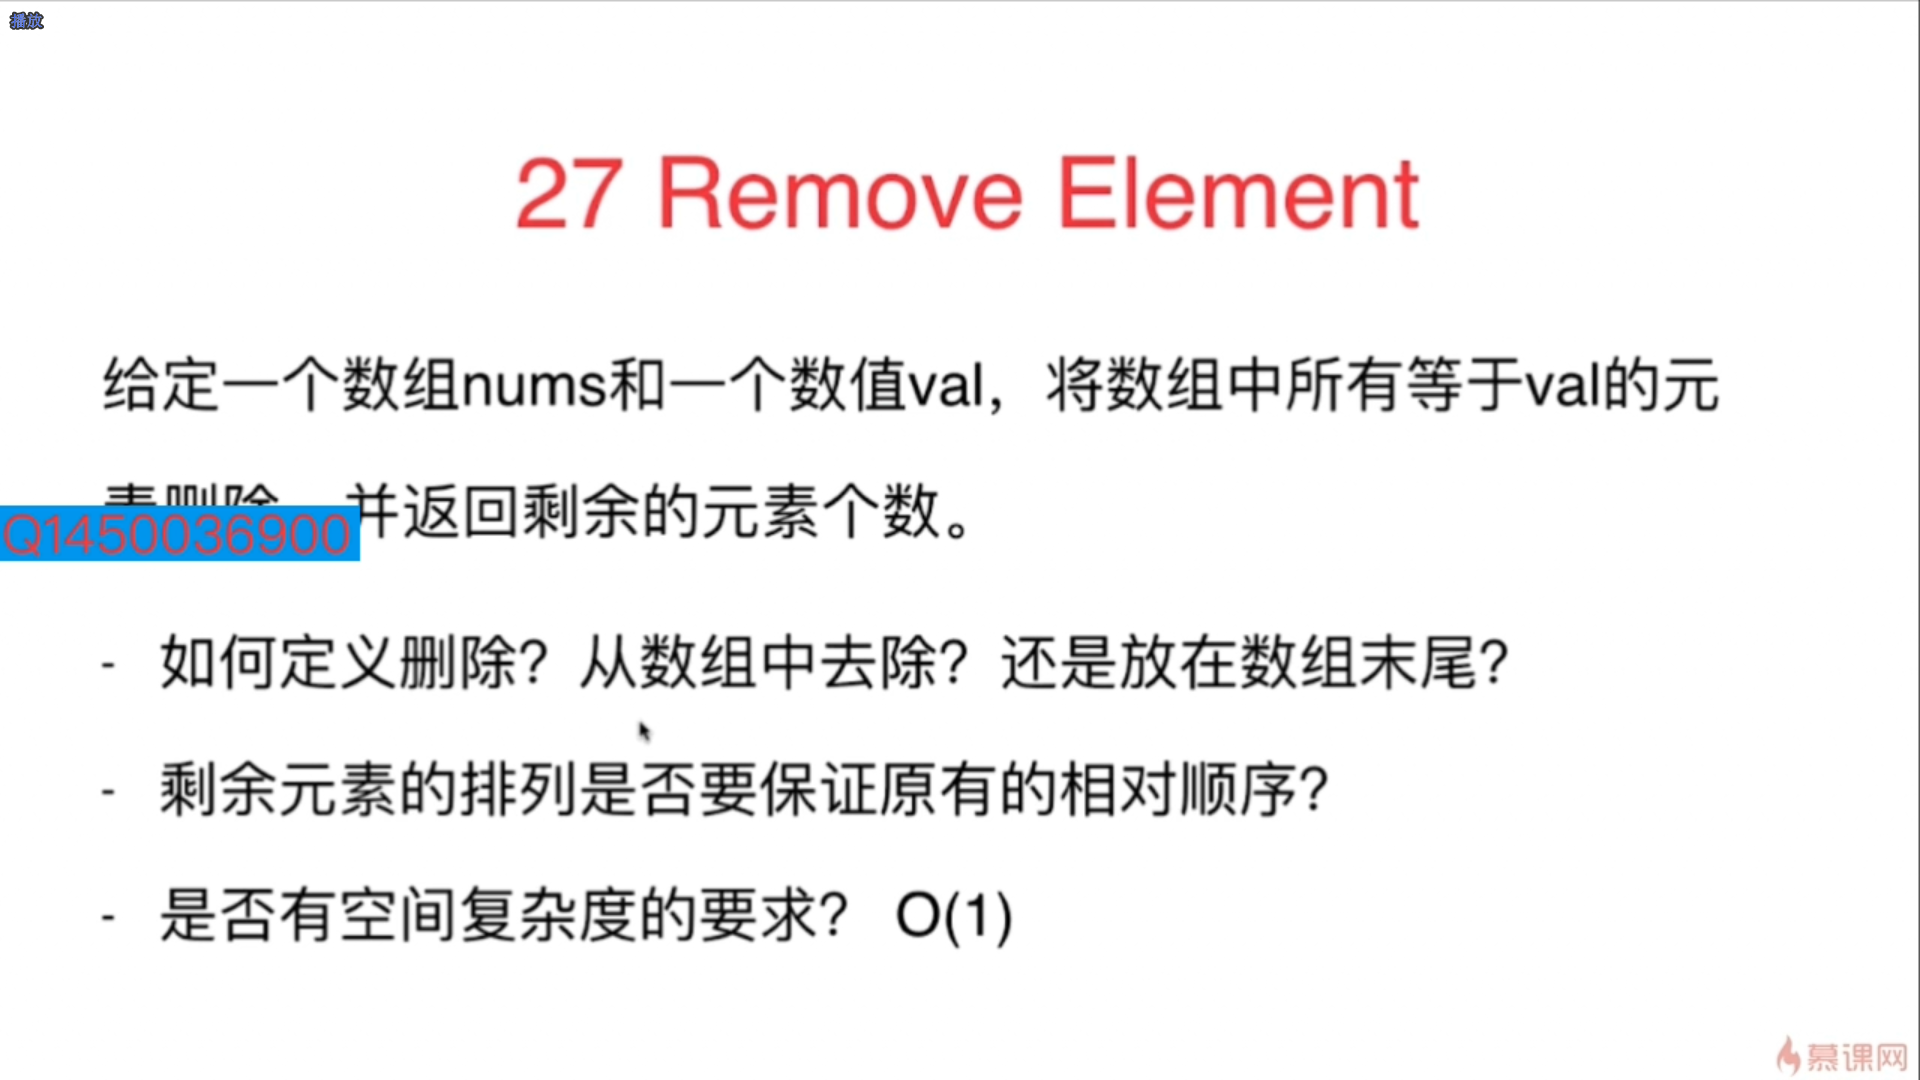 播放
27 Remove Element
给定一个数组nums和一个数值val，将数组中所有等于val的元
素删除，并返回剩余的元素个数。
Q1450036900
- 如何定义删除？从数组中去除？还是放在数组末尾？
- 剩余元素的排列是否要保证原有的相对顺序？
- 是否有空间复杂度的要求？ O(1)
慕课网